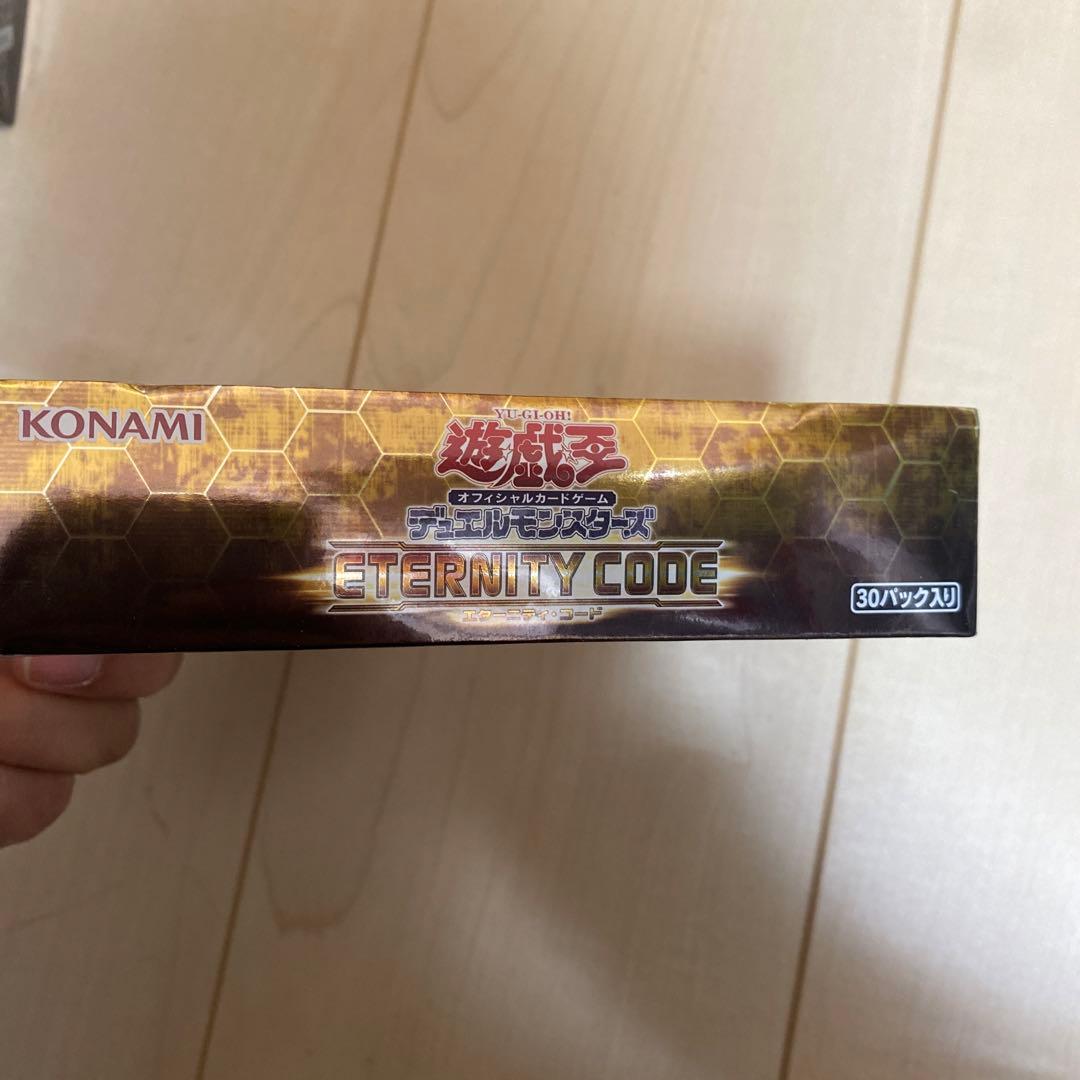 KONAMI
YU-GI-OH!
遊戯王
オフィシャルカードゲーム
デュエルモンスターズ
ETERNITY CODE
エターニティ・コード
30パック入り